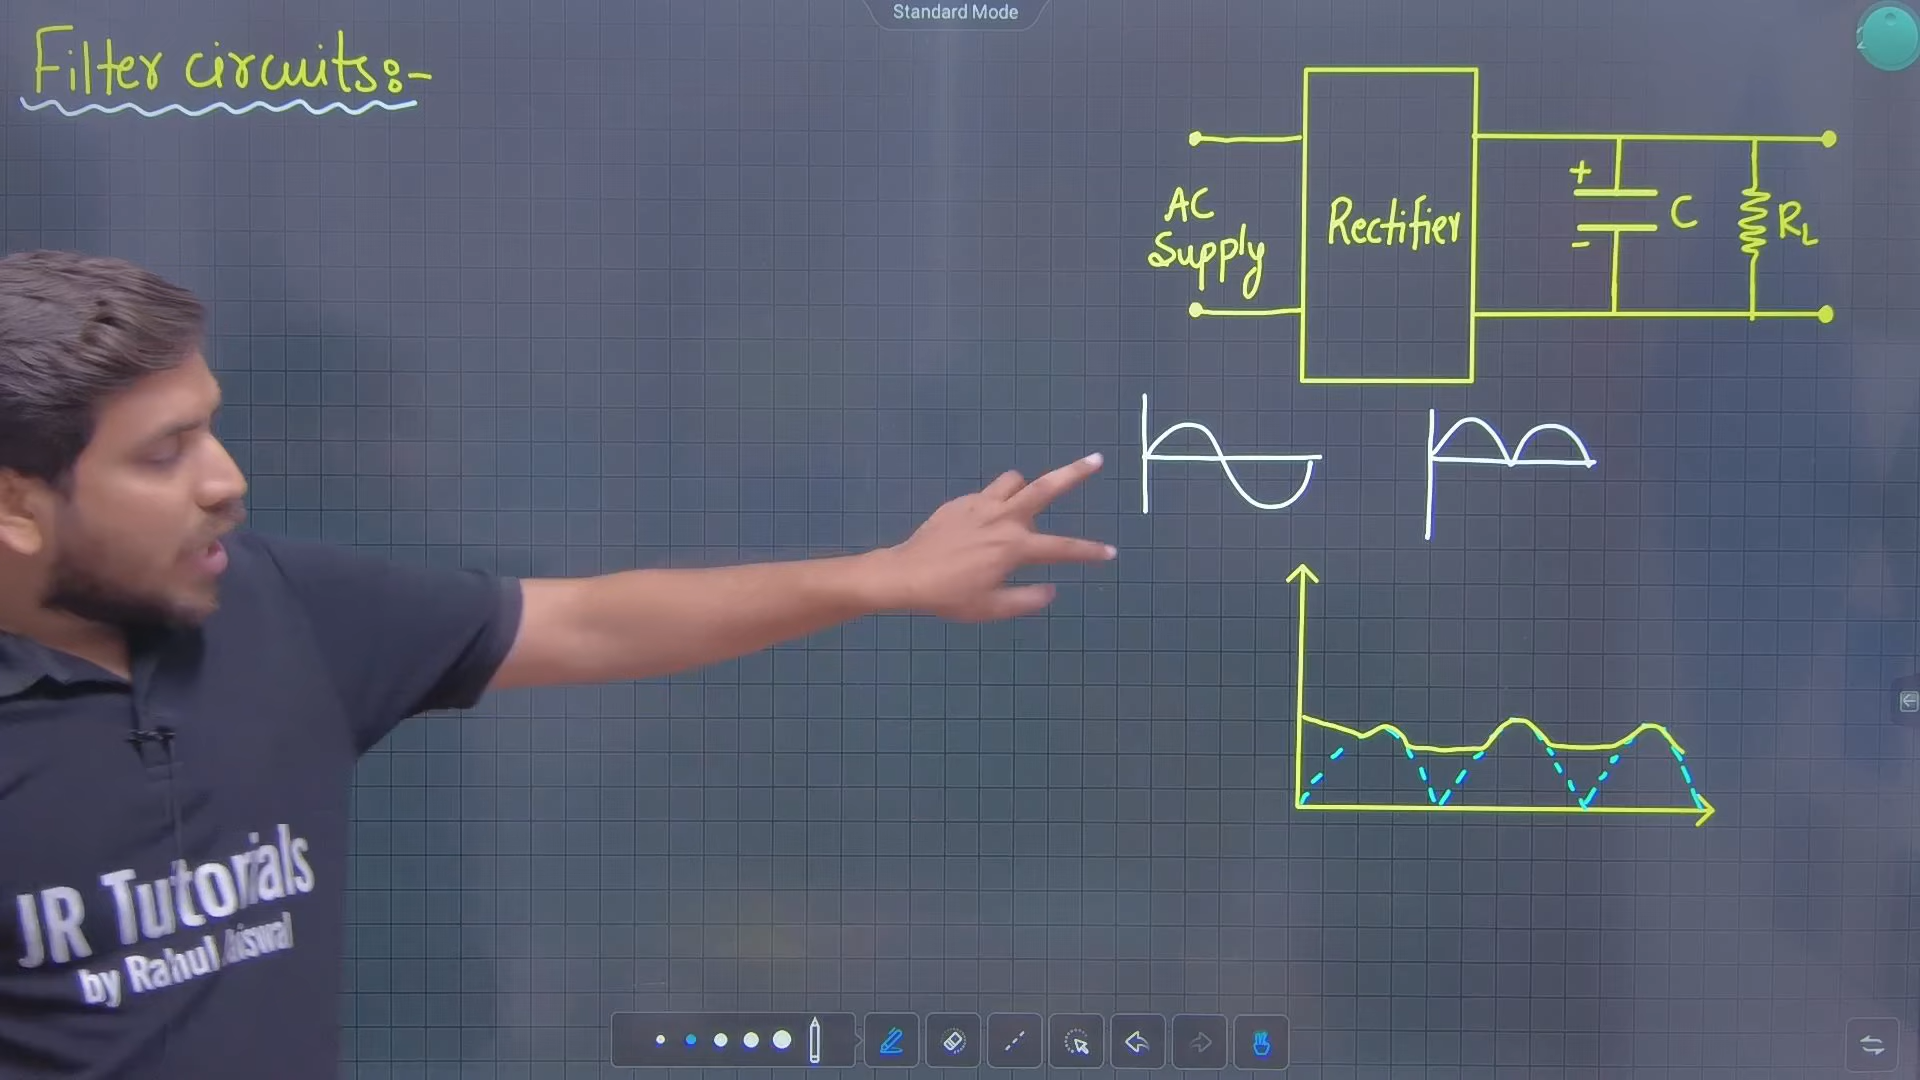 Standard Mode
Filter circuits:-
AC
Supply
Rectifier
+
-
C
RL
JR Tutorials
by Rahul Jaiswal